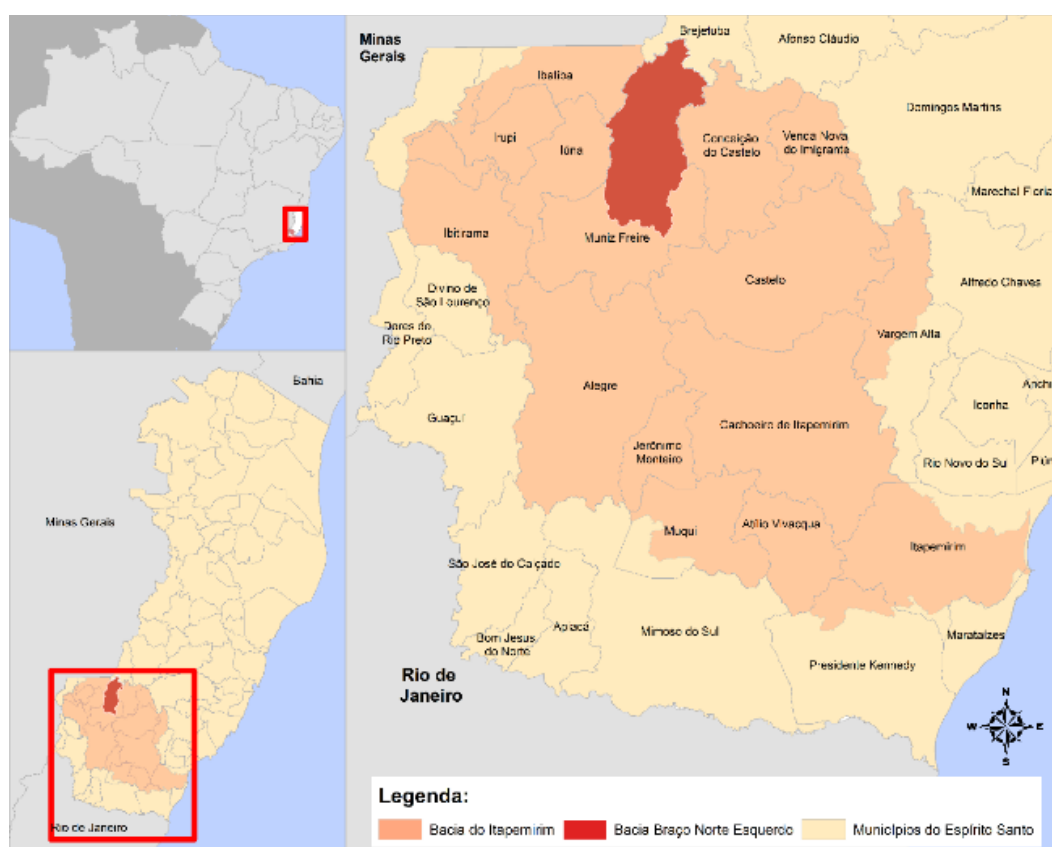 Bahia
Minas Gerais
Rio de Janeiro
Minas
Gerais
Brejetuba
Afonso Cláudio
Ibatiba
Domingos Martins
Irupi
Iúna
Conceição
do Castelo
Venda Nova
do Imigrante
Marechal Floria
Ibitirama
Muniz Freire
Castelo
Alfredo Chaves
Divino de
São Lourenço
Dores do
Rio Preto
Vargem Alta
Alegre
Anchi
Iconha
Guaçuí
Cachoeiro de Itapemirim
Jerônimo
Monteiro
Rio Novo do Sul
Piúm
Muqui
Atílio Vivacqua
Itapemirim
São José do Calçado
Apiacá
Bom Jesus
do Norte
Mimoso do Sul
Marataízes
Presidente Kennedy
Rio de
Janeiro
N
W
E
S
Legenda:
Bacia do Itapemirim
Bacia Braço Norte Esquerdo
Municípios do Espírito Santo